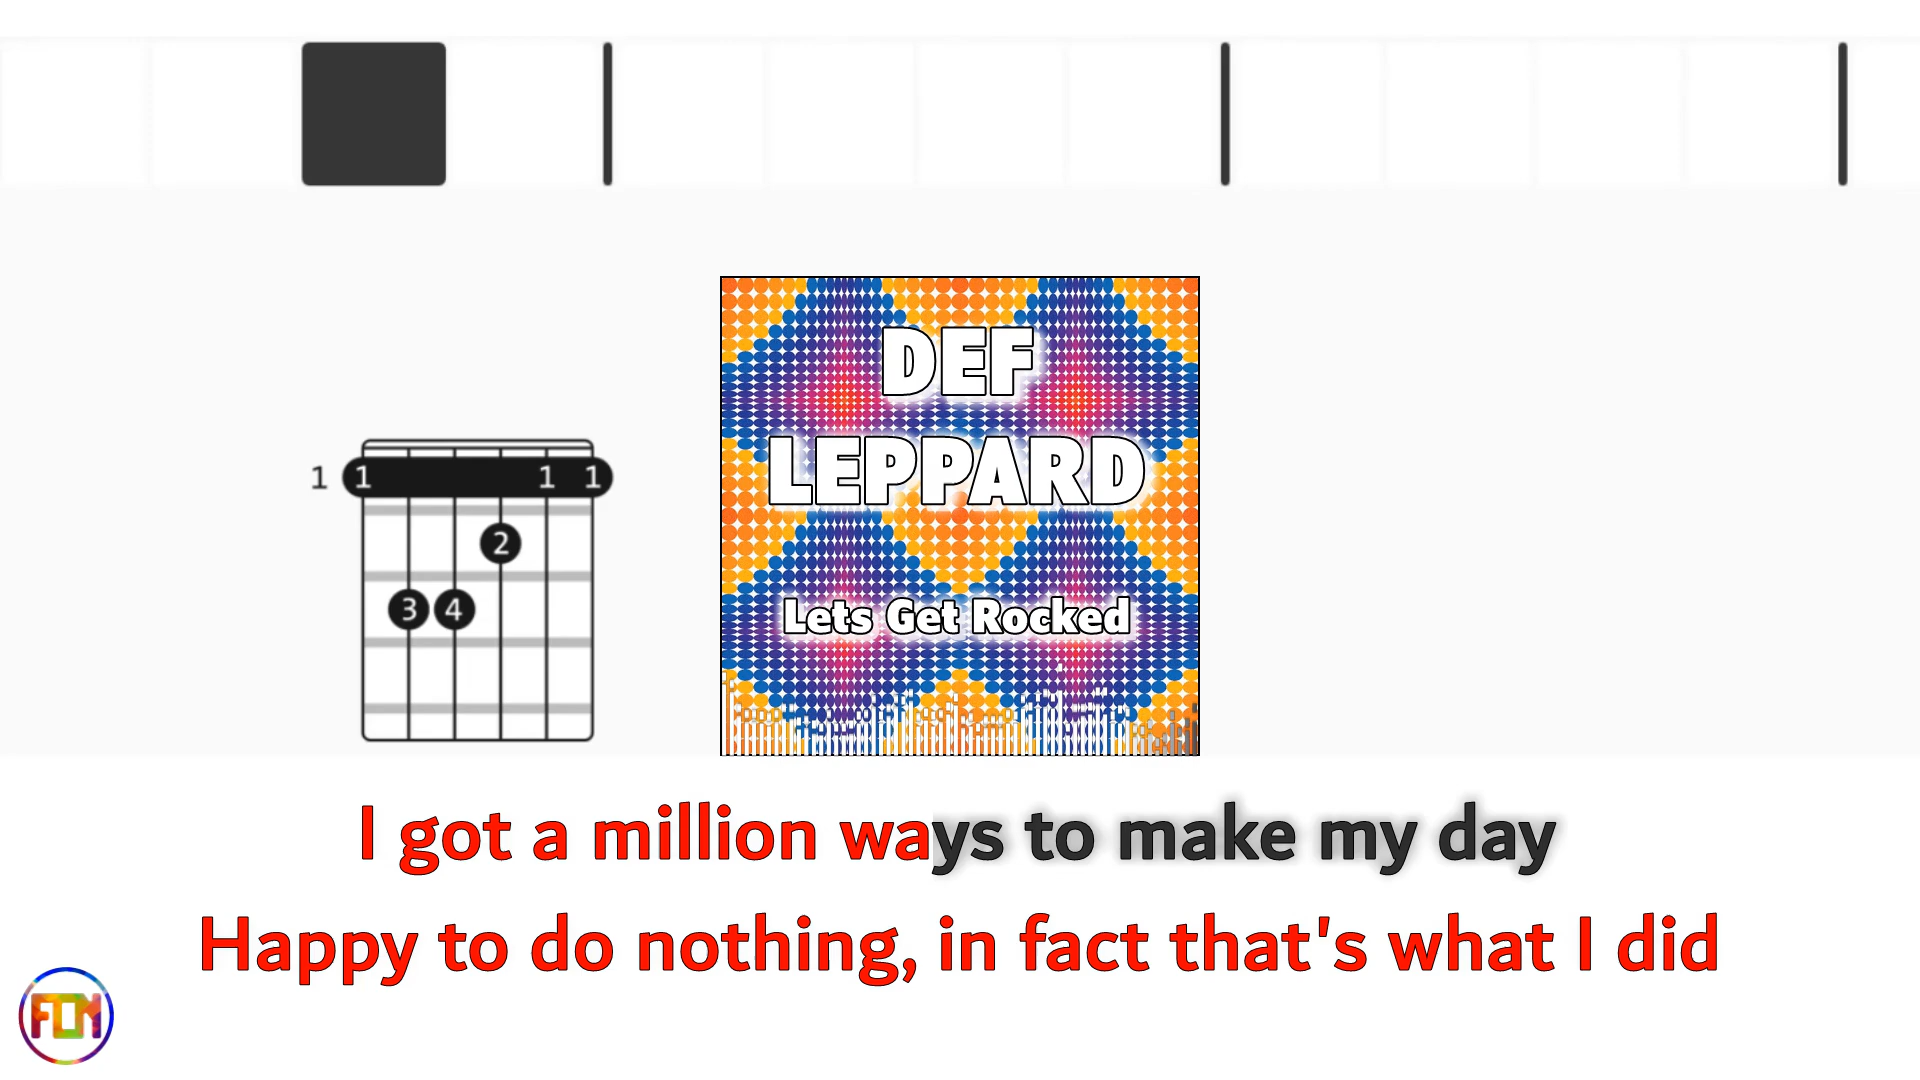 DEF
LEPPARD
Lets Get Rocked
1 1 1 1
2
3 4
I got a million ways to make my day
Happy to do nothing, in fact that's what I did
FOM